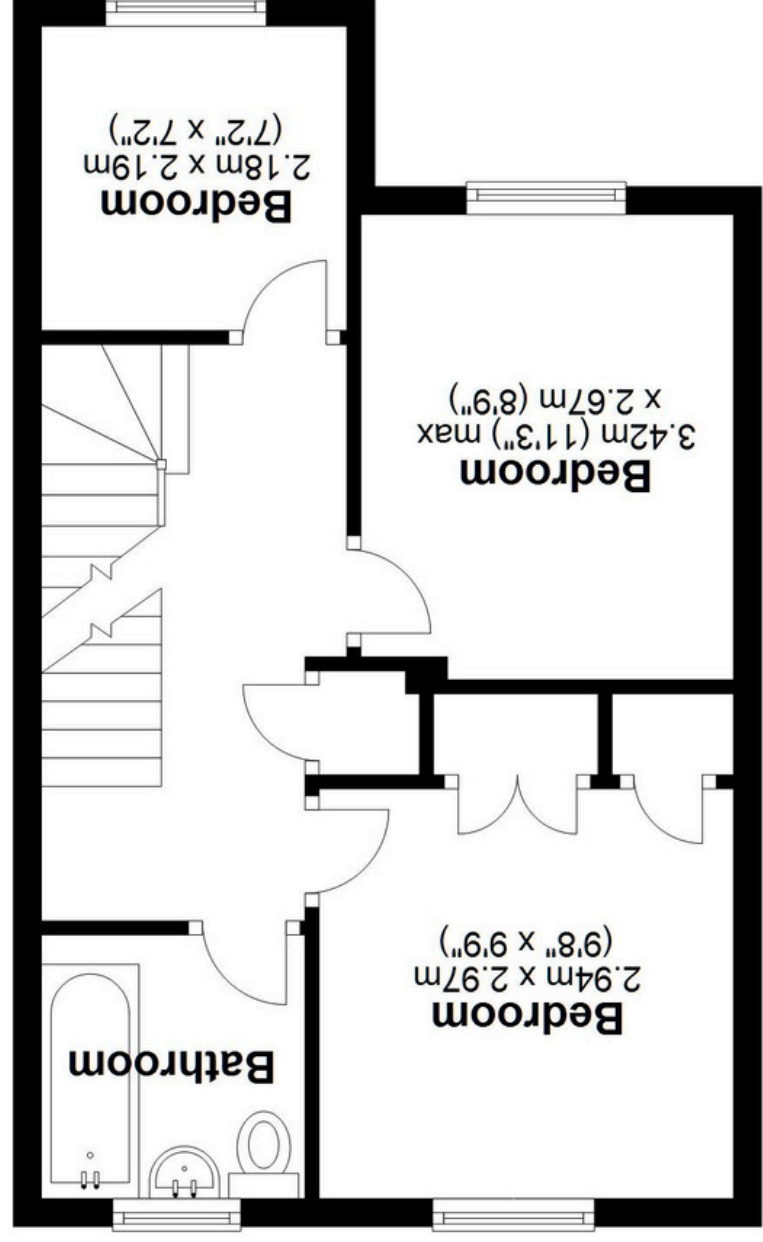 Bathroom
Bedroom
2.94m x 2.97m
(9'8" x 9'9")
Bedroom
3.42m (11'3") max
x 2.67m (8'9")
Bedroom
2.18m x 2.19m
(7'2" x 7'2")